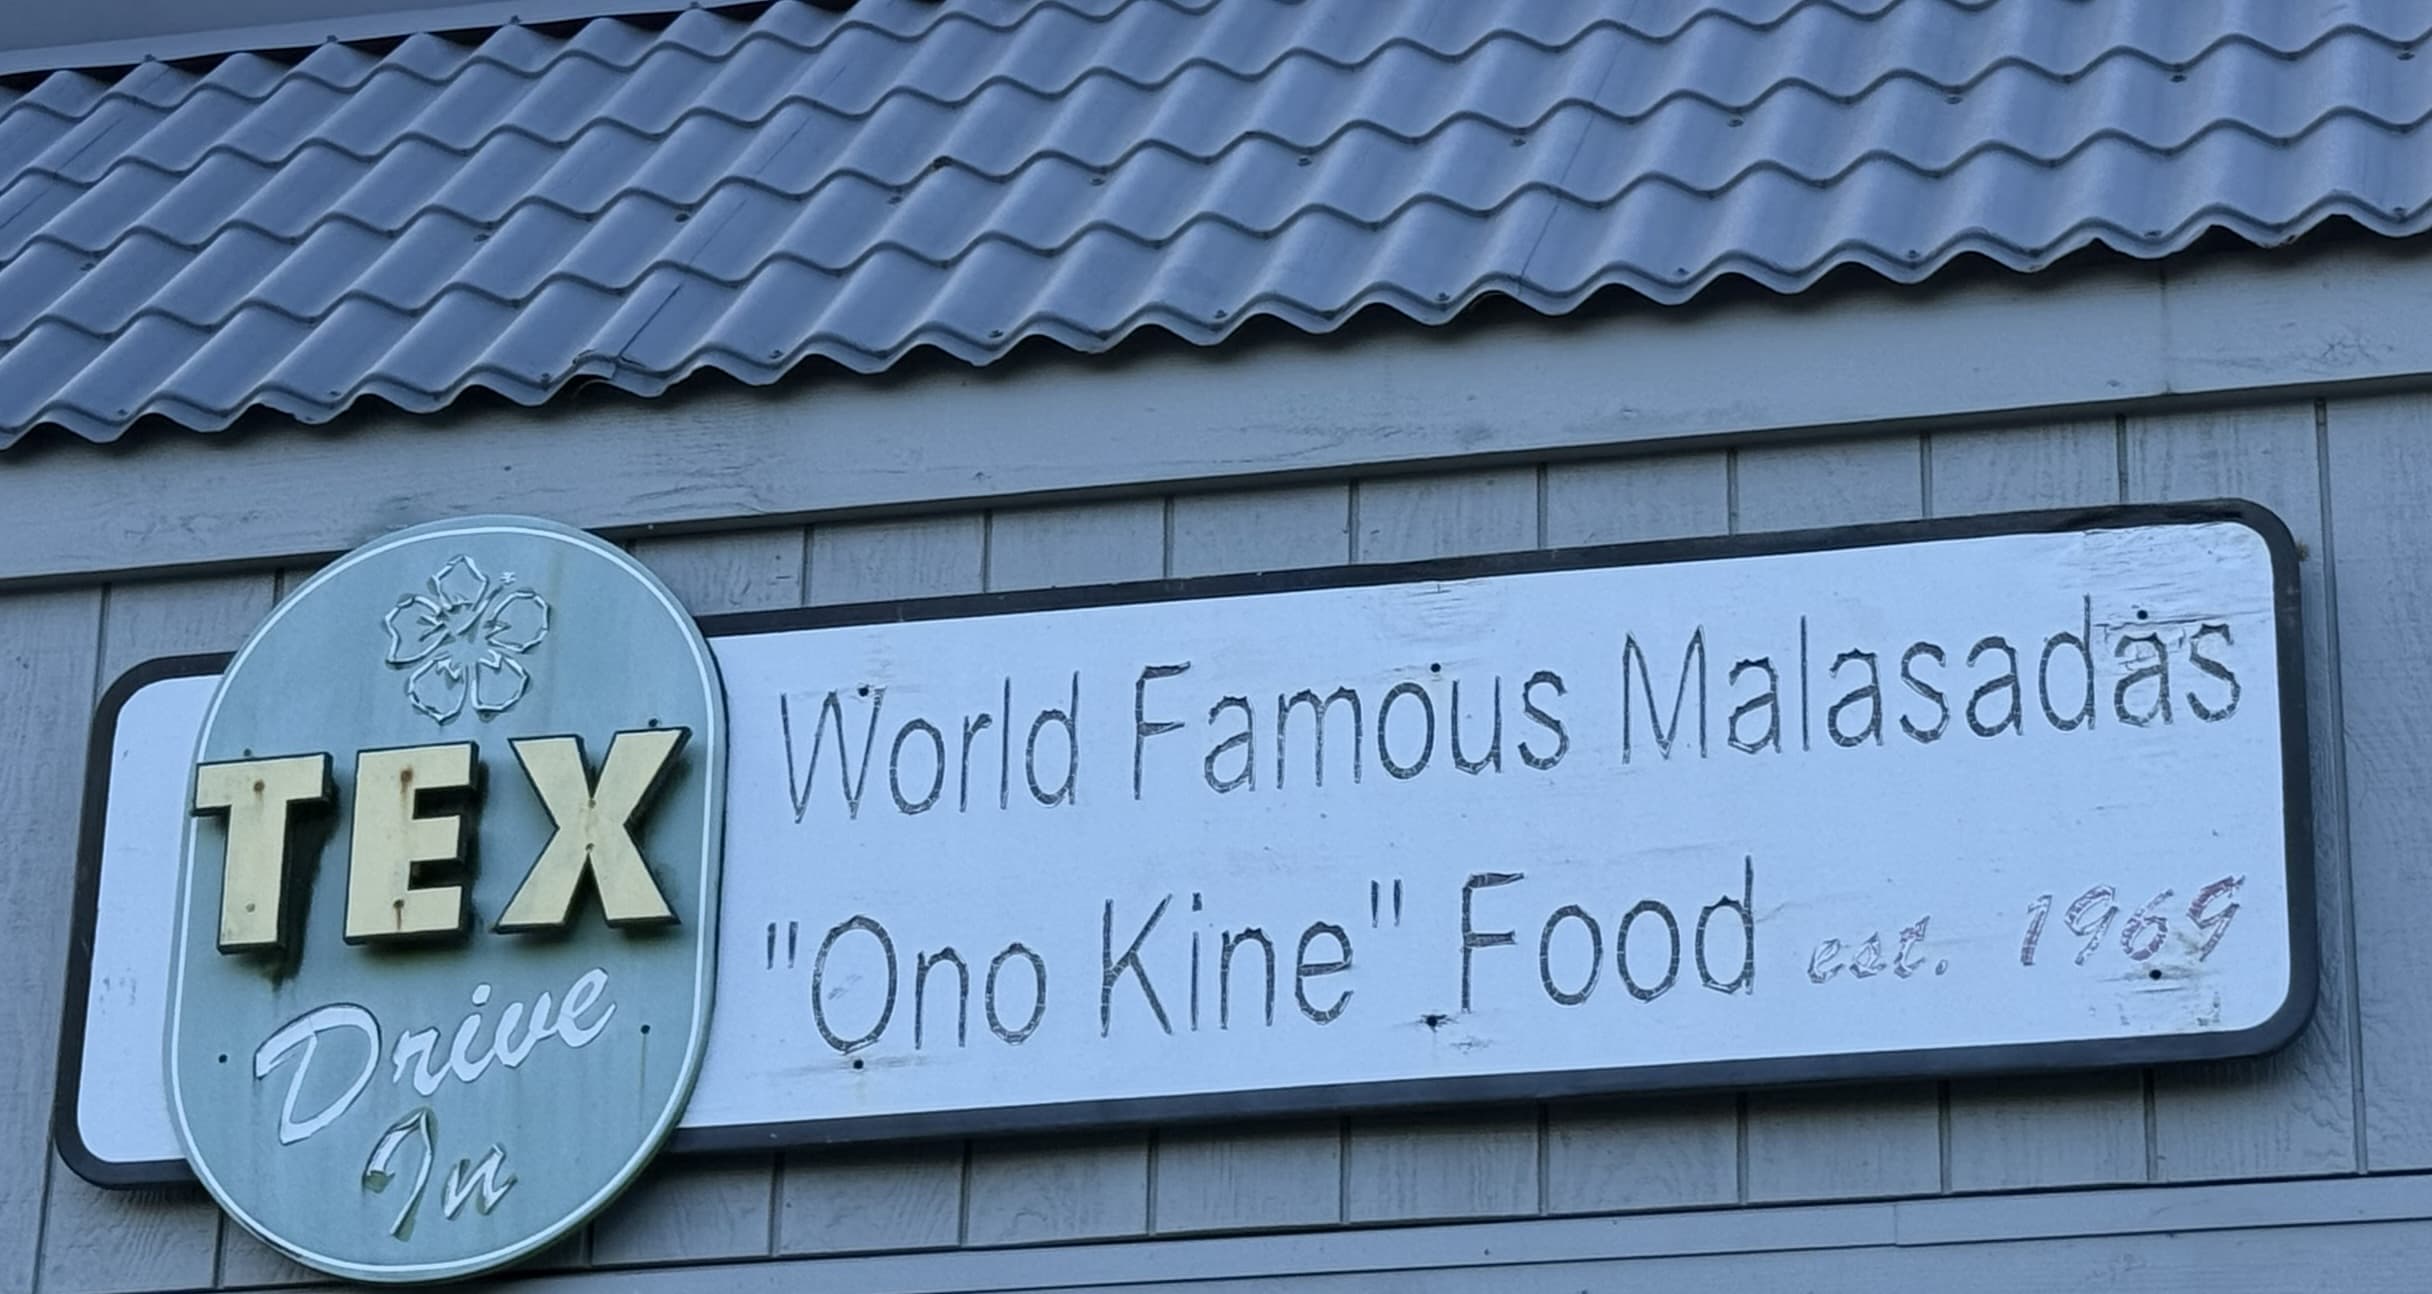 TEX
Drive
In
World Famous Malasadas
"Ono Kine" Food est. 1969